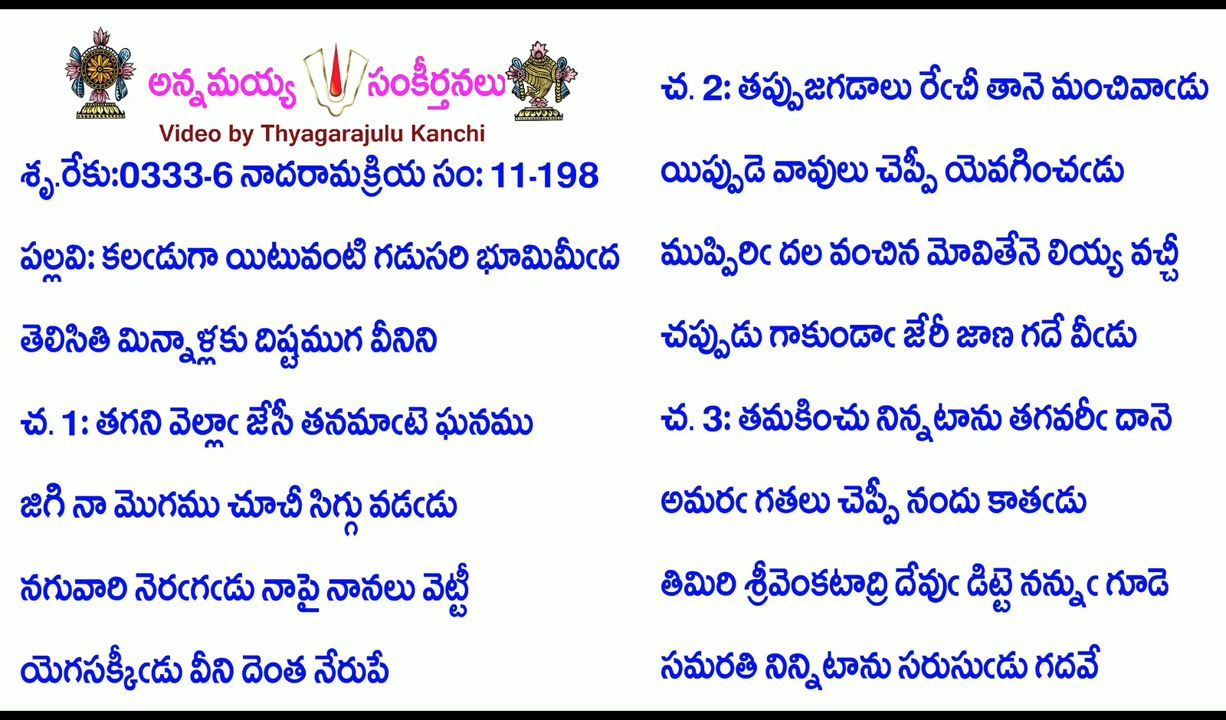 అన్నమయ్య సంకీర్తనలు
Video by Thyagarajulu Kanchi
శృ.రేకు:0333-6 నాదరామక్రియ సం: 11-198
పల్లవి: కలఁడుగా యిటువంటి గడుసరి భూమిమీఁద
తెలిసితి మిన్నాళ్లకు దిష్టముగ వీనిని
చ. 1: తగని వెల్లాఁ జేసీ తనమాఁటె ఘనము
జిగి నా మొగము చూచీ సిగ్గు వడఁడు
నగువారి నెరఁగఁడు నాపై నానలు వెట్టీ
యెగసక్కీఁడు వీని దెంత నేరుపే
చ. 2: తప్పుజగడాలు రేఁచీ తానె మంచివాఁడు
యిప్పుడె వావులు చెప్పీ యెవగించఁడు
ముప్పిరిఁ దల వంచిన మోవితేనె లియ్య వచ్చీ
చప్పుడు గాకుండాఁ జేరీ జాణ గదే వీఁడు
చ. 3: తమకించు నిన్నటాను తగవరీఁ దానె
అమరఁ గతలు చెప్పీ నందు కాతఁడు
తిమిరి శ్రీవెంకటాద్రి దేవుఁ డిట్టె నన్నుఁ గూడె
సమరతి నిన్నిటాను సరుసుఁడు గదవే